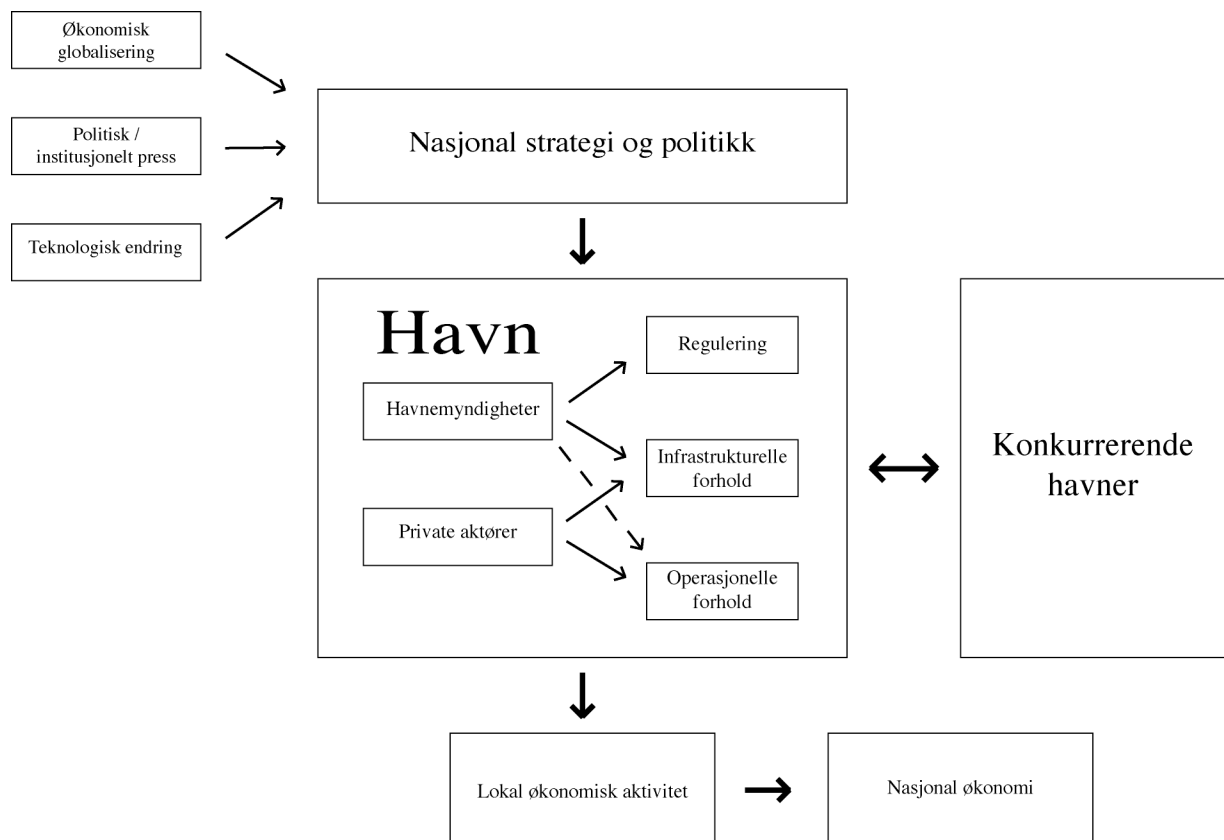 Økonomisk
globalisering
Politisk /
institusjonelt press
Teknologisk endring
Nasjonal strategi og politikk
Havn
Havnemyndigheter
Private aktører
Regulering
Infrastrukturelle
forhold
Operasjonelle
forhold
Konkurrerende
havner
Lokal økonomisk aktivitet
Nasjonal økonomi